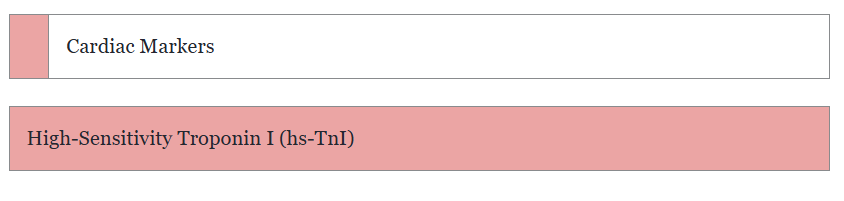 Cardiac Markers
High-Sensitivity Troponin I (hs-TnI)